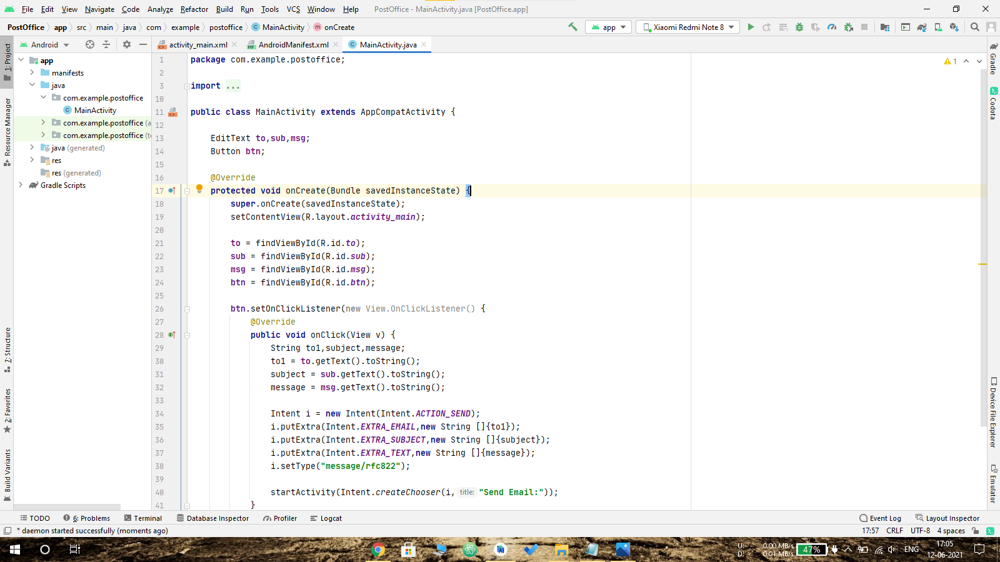 File Edit View Navigate Code Analyze Refactor Build Run Tools VCS Window Help PostOffice - MainActivity.java [PostOffice.app]
PostOffice app src main java com example postoffice C MainActivity m onCreate app Xiaomi Redmi Note 8
Android activity_main.xml AndroidManifest.xml MainActivity.java
1: Project
Resource Manager
7: Structure
2: Favorites
Build Variants
app
manifests
java
com.example.postoffice
C MainActivity
com.example.postoffice (a
com.example.postoffice (t
java (generated)
res
res (generated)
Gradle Scripts
1 package com.example.postoffice;
2
3 import ...
10
11 public class MainActivity extends AppCompatActivity {
12
13 EditText to,sub,msg;
14 Button btn;
15
16 @Override
17 protected void onCreate(Bundle savedInstanceState) {
18 super.onCreate(savedInstanceState);
19 setContentView(R.layout.activity_main);
20
21 to = findViewById(R.id.to);
22 sub = findViewById(R.id.sub);
23 msg = findViewById(R.id.msg);
24 btn = findViewById(R.id.btn);
25
26 btn.setOnClickListener(new View.OnClickListener() {
27 @Override
28 public void onClick(View v) {
29 String to1,subject,message;
30 to1 = to.getText().toString();
31 subject = sub.getText().toString();
32 message = msg.getText().toString();
33
34 Intent i = new Intent(Intent.ACTION_SEND);
35 i.putExtra(Intent.EXTRA_EMAIL,new String []{to1});
36 i.putExtra(Intent.EXTRA_SUBJECT,new String []{subject});
37 i.putExtra(Intent.EXTRA_TEXT,new String []{message});
38 i.setType("message/rfc822");
39
40 startActivity(Intent.createChooser(i, title: "Send Email:"));
41 }
1
Gradle
Codota
Device File Explorer
Emulator
TODO 6: Problems Terminal Database Inspector Profiler Logcat Event Log Layout Inspector
* daemon started successfully (moments ago) 17:57 CRLF UTF-8 4 spaces
U: 0.00 MB/s
D: 0.01 MB/s
47%
ENG
17:05
12-06-2021